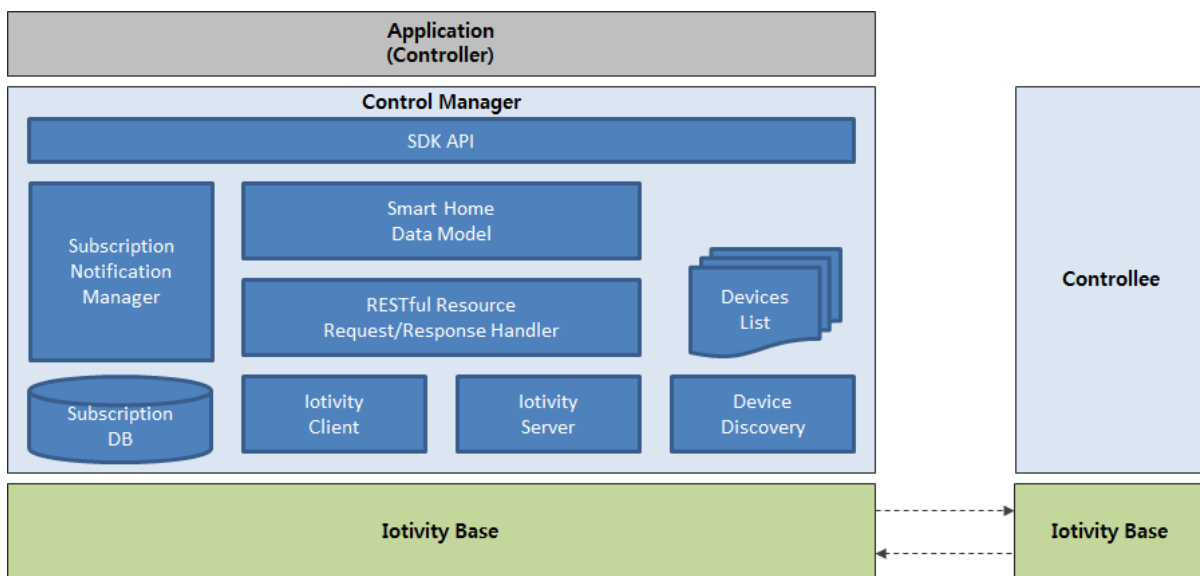 Application
(Controller)
Control Manager
SDK API
Subscription
Notification
Manager
Smart Home
Data Model
RESTful Resource
Request/Response Handler
Devices
List
Subscription
DB
Iotivity
Client
Iotivity
Server
Device
Discovery
Controllee
Iotivity Base
Iotivity Base